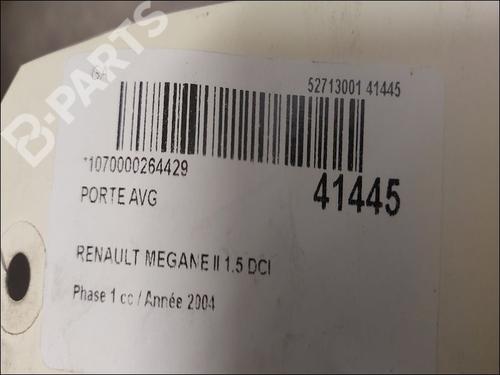 B-PARTS
52713001 41445
*1070000264429
41445
PORTE AVG
RENAULT MEGANE II 1.5 DCI
Phase 1 cc / Année 2004